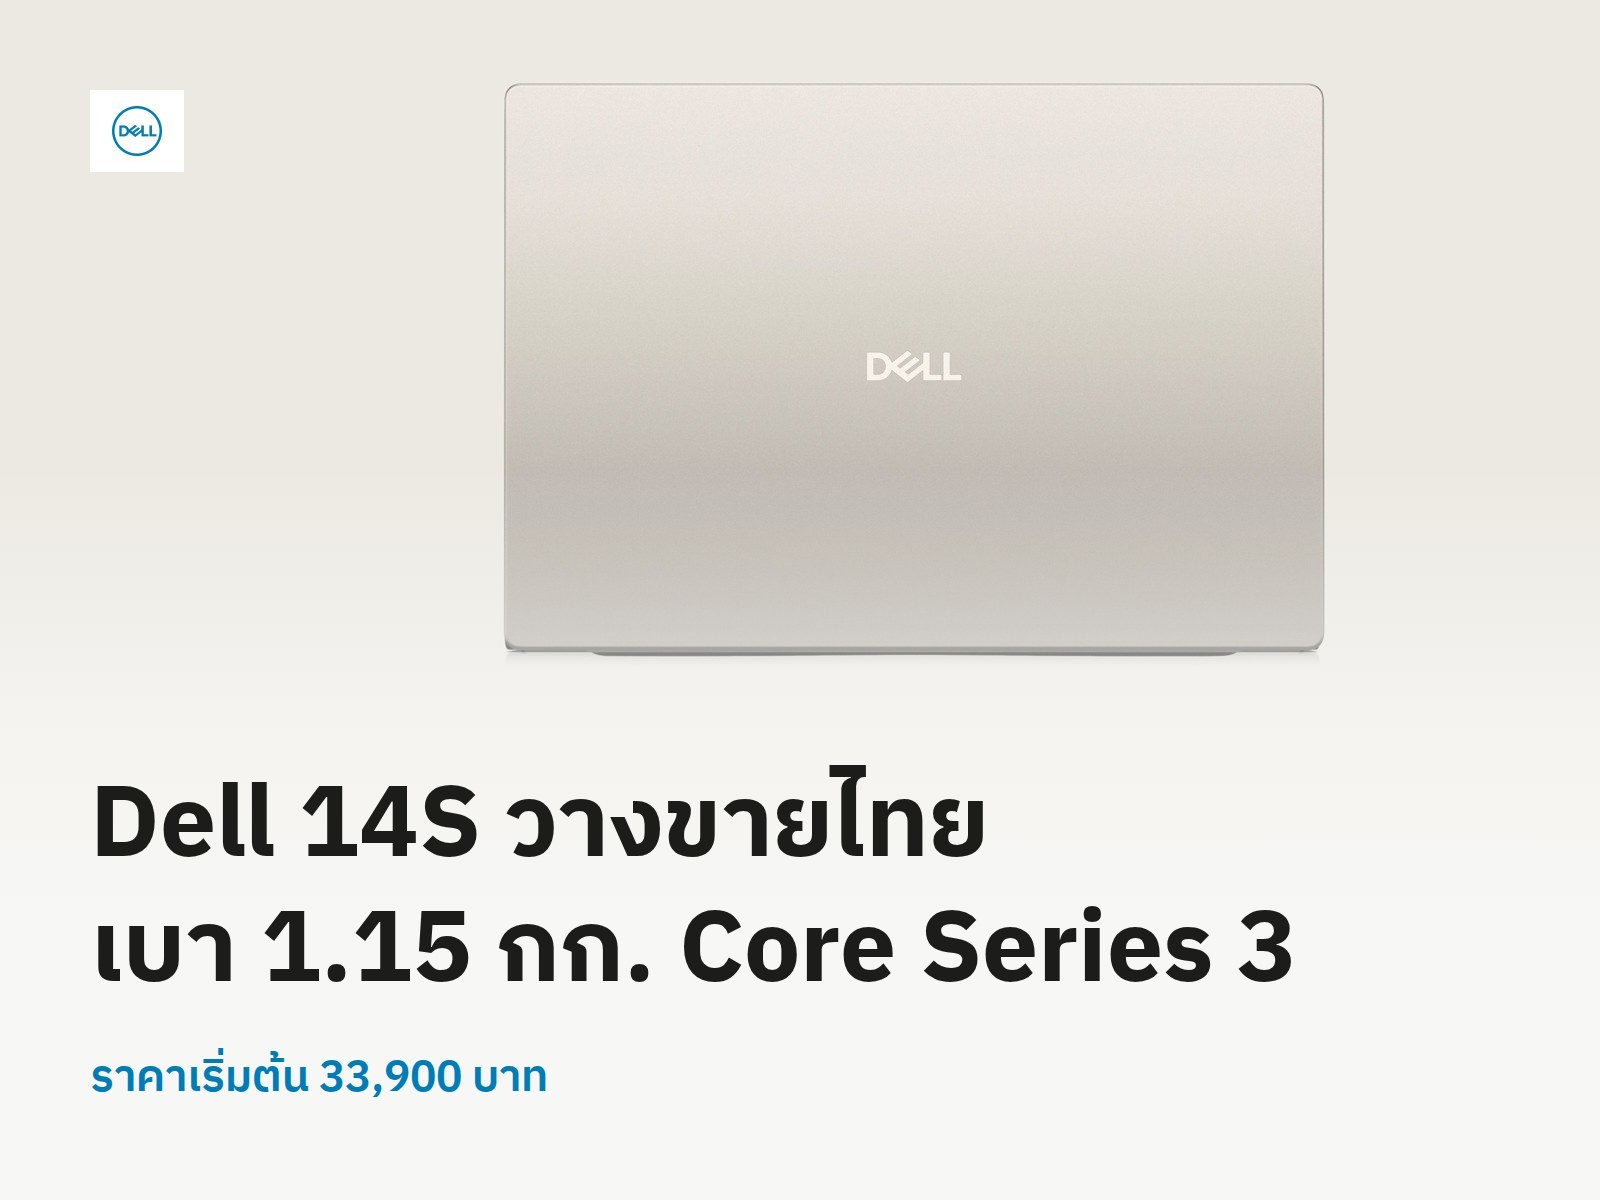 DELL
DELL
Dell 14S วางขายไทย
เบา 1.15 กก. Core Series 3
ราคาเริ่มต้น 33,900 บาท